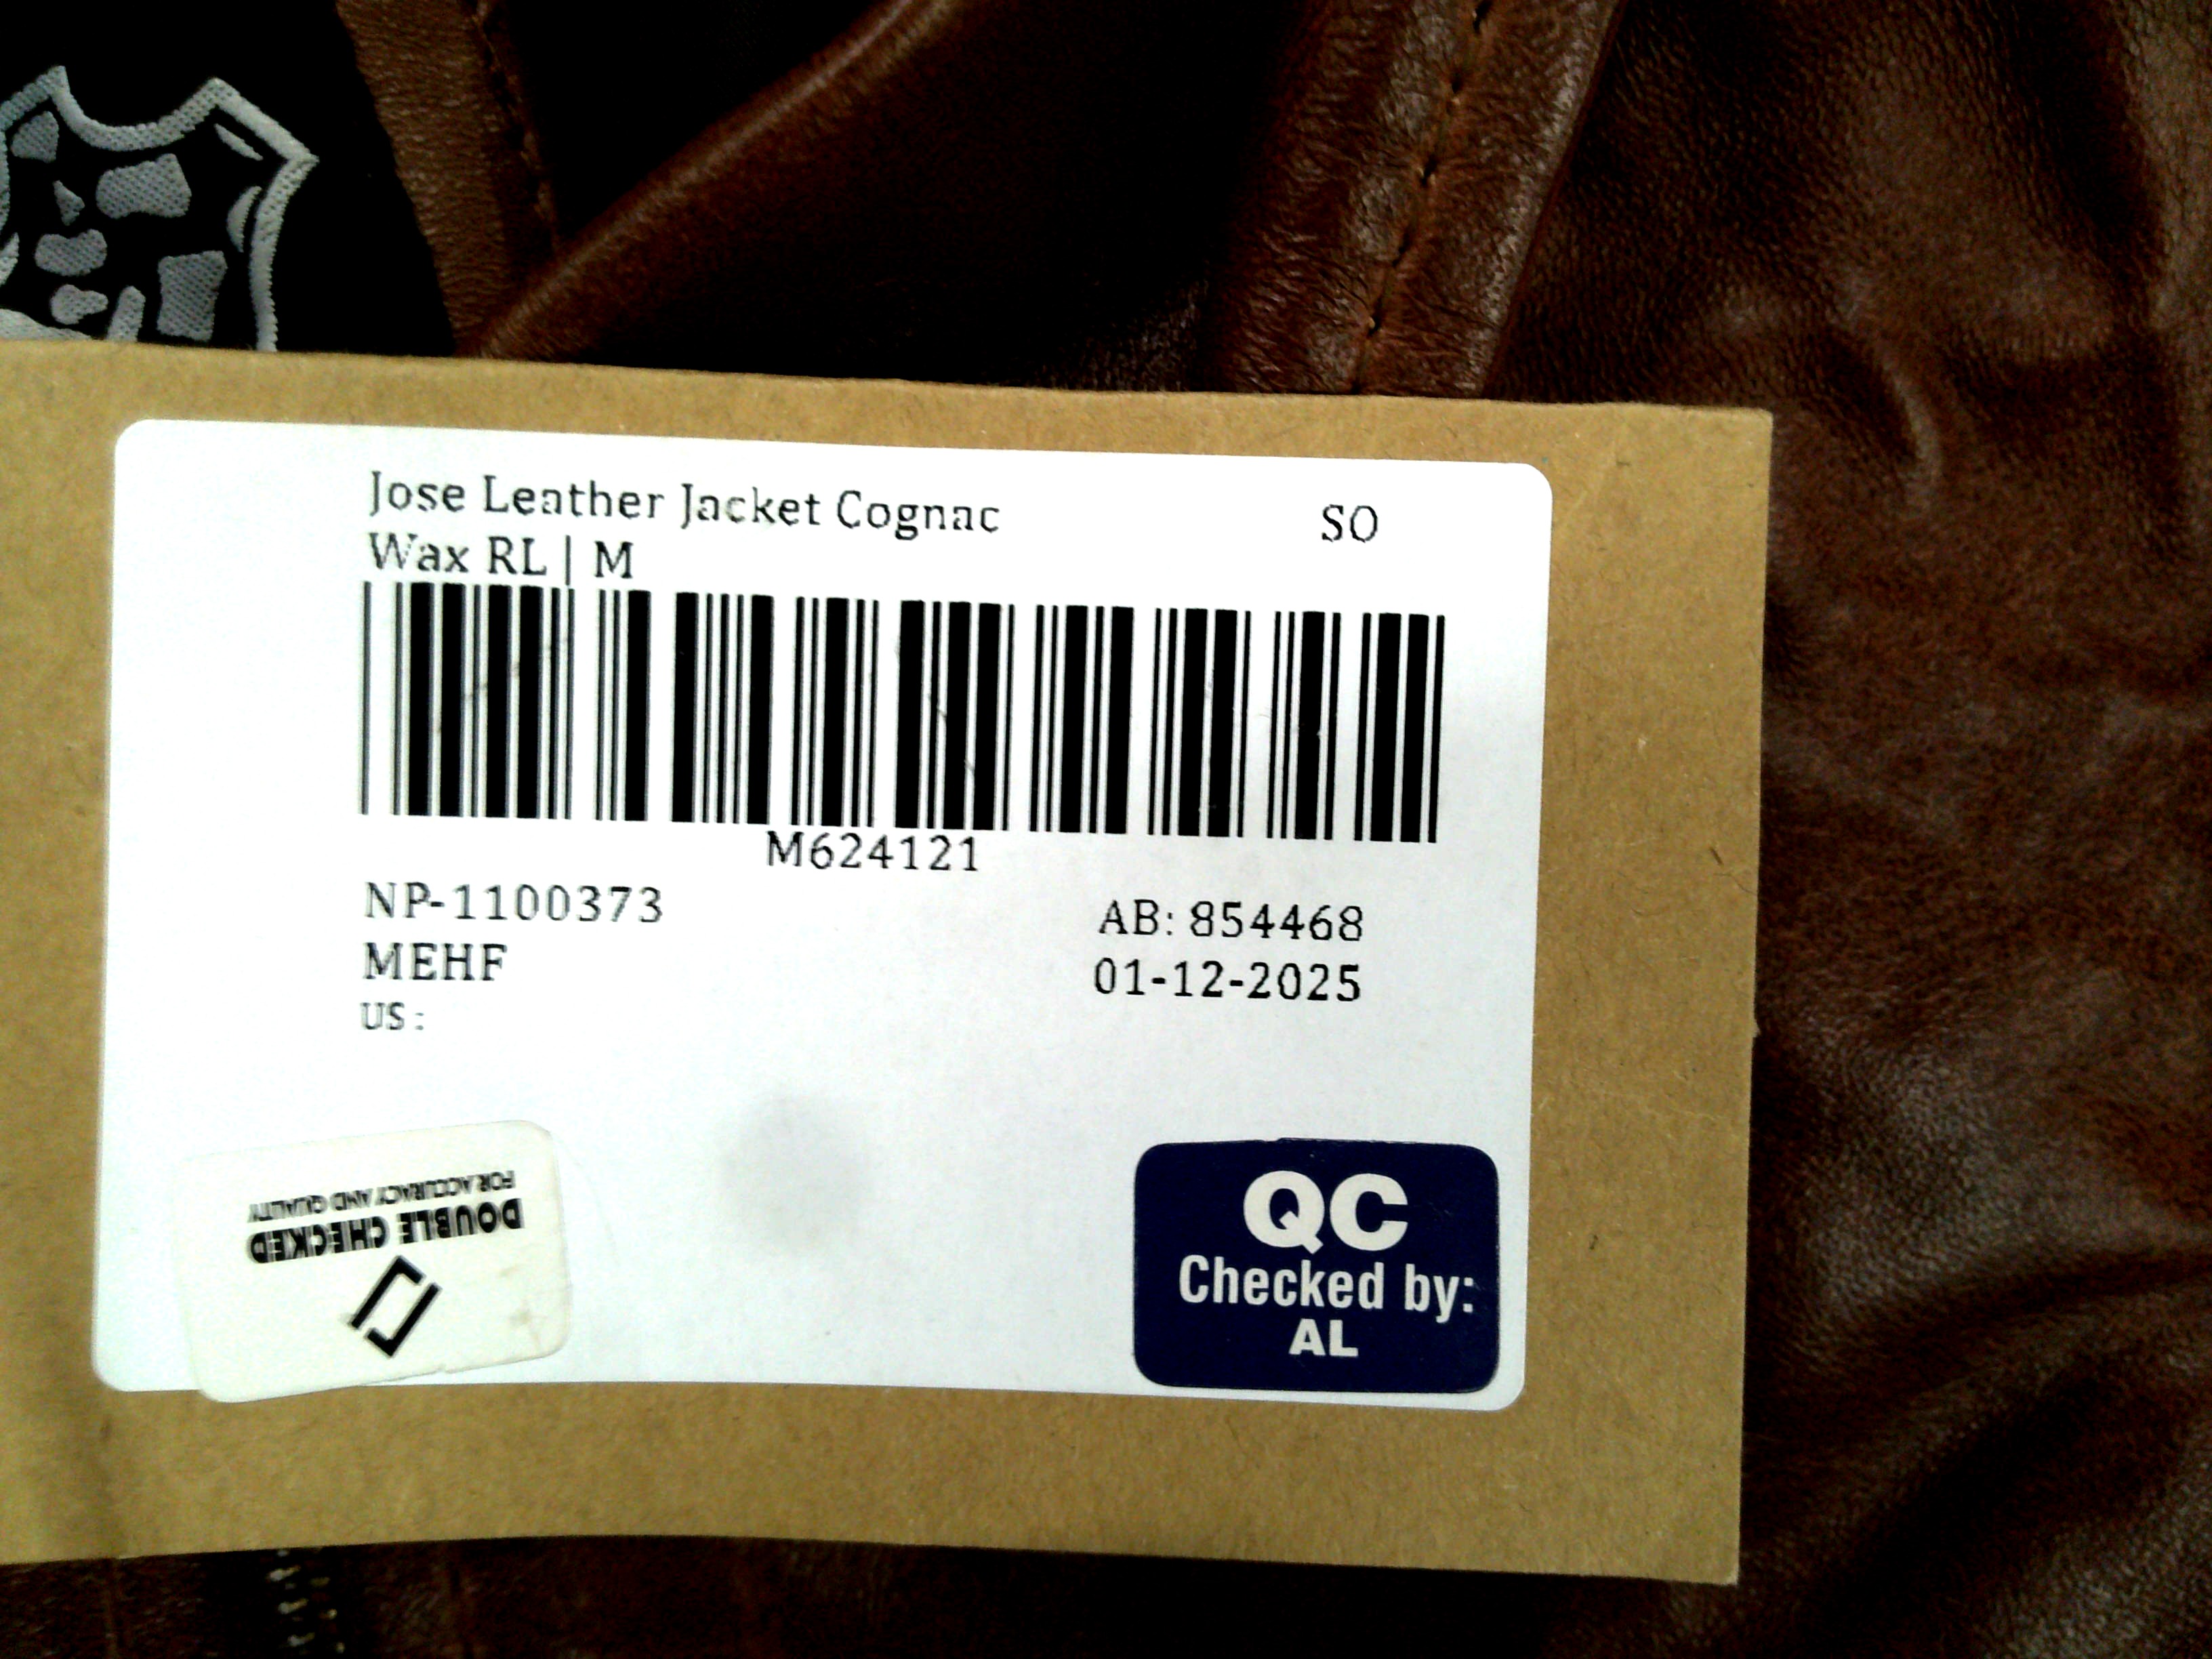 Jose Leather Jacket Cognac
Wax RL | M
SO
M624121
NP-1100373
AB: 854468
MEHF
01-12-2025
US :
DOUBLE CHECKED
FOR ACCURACY AND QUALITY
QC
Checked by:
AL